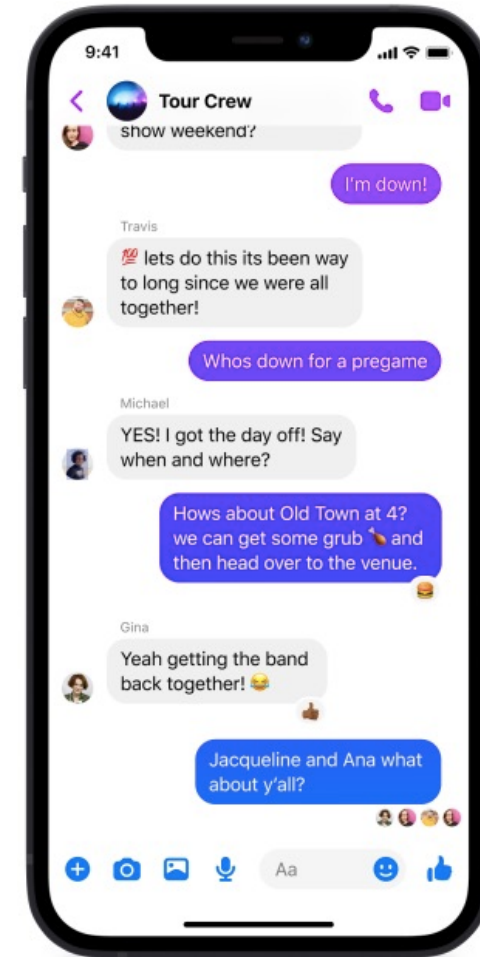 9:41
Tour Crew
show weekend?
I'm down!
Travis
💯 lets do this its been way
to long since we were all
together!
Whos down for a pregame
Michael
YES! I got the day off! Say
when and where?
Hows about Old Town at 4?
we can get some grub 🍗 and
then head over to the venue.
Gina
Yeah getting the band
back together! 😂
Jacqueline and Ana what
about y'all?
Aa